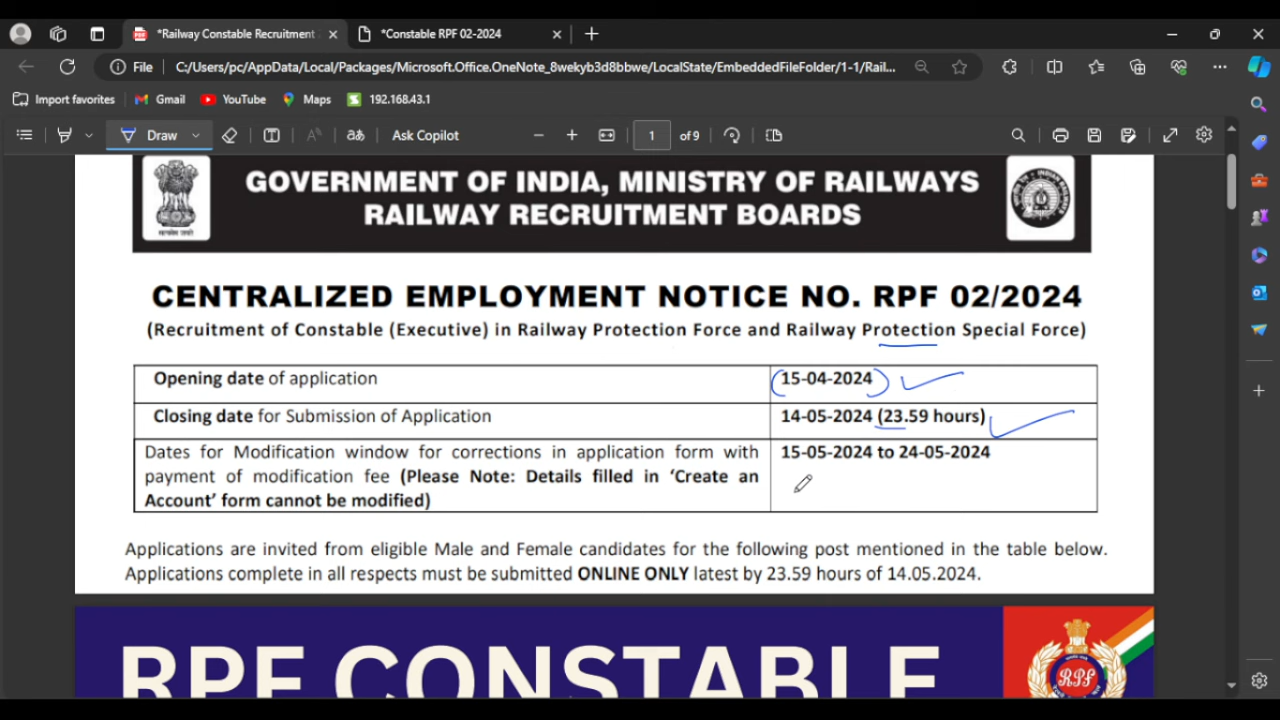 *Railway Constable Recruitment
*Constable RPF 02-2024
File
C:/Users/pc/AppData/Local/Packages/Microsoft.Office.OneNote_8wekyb3d8bbwe/LocalState/EmbeddedFileFolder/1-1/Rail...
Import favorites
Gmail
YouTube
Maps
192.168.43.1
Draw
Ask Copilot
1 of 9
GOVERNMENT OF INDIA, MINISTRY OF RAILWAYS
RAILWAY RECRUITMENT BOARDS
CENTRALIZED EMPLOYMENT NOTICE NO. RPF 02/2024
(Recruitment of Constable (Executive) in Railway Protection Force and Railway Protection Special Force)
Opening date of application 15-04-2024
Closing date for Submission of Application 14-05-2024 (23.59 hours)
Dates for Modification window for corrections in application form with 15-05-2024 to 24-05-2024
payment of modification fee (Please Note: Details filled in ‘Create an
Account’ form cannot be modified)
Applications are invited from eligible Male and Female candidates for the following post mentioned in the table below.
Applications complete in all respects must be submitted ONLINE ONLY latest by 23.59 hours of 14.05.2024.
RPF CONSTABLE
RPF